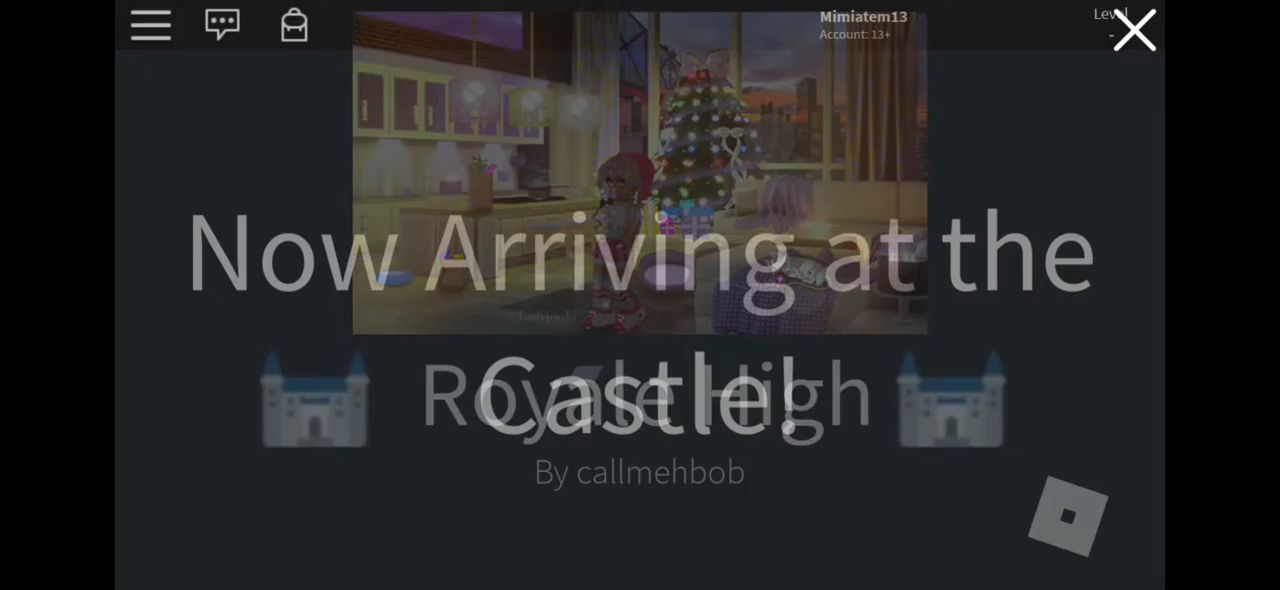 Mimiatem13
Account: 13+
Level
-
Now Arriving at the
Castle!
Royale High
By callmehbob